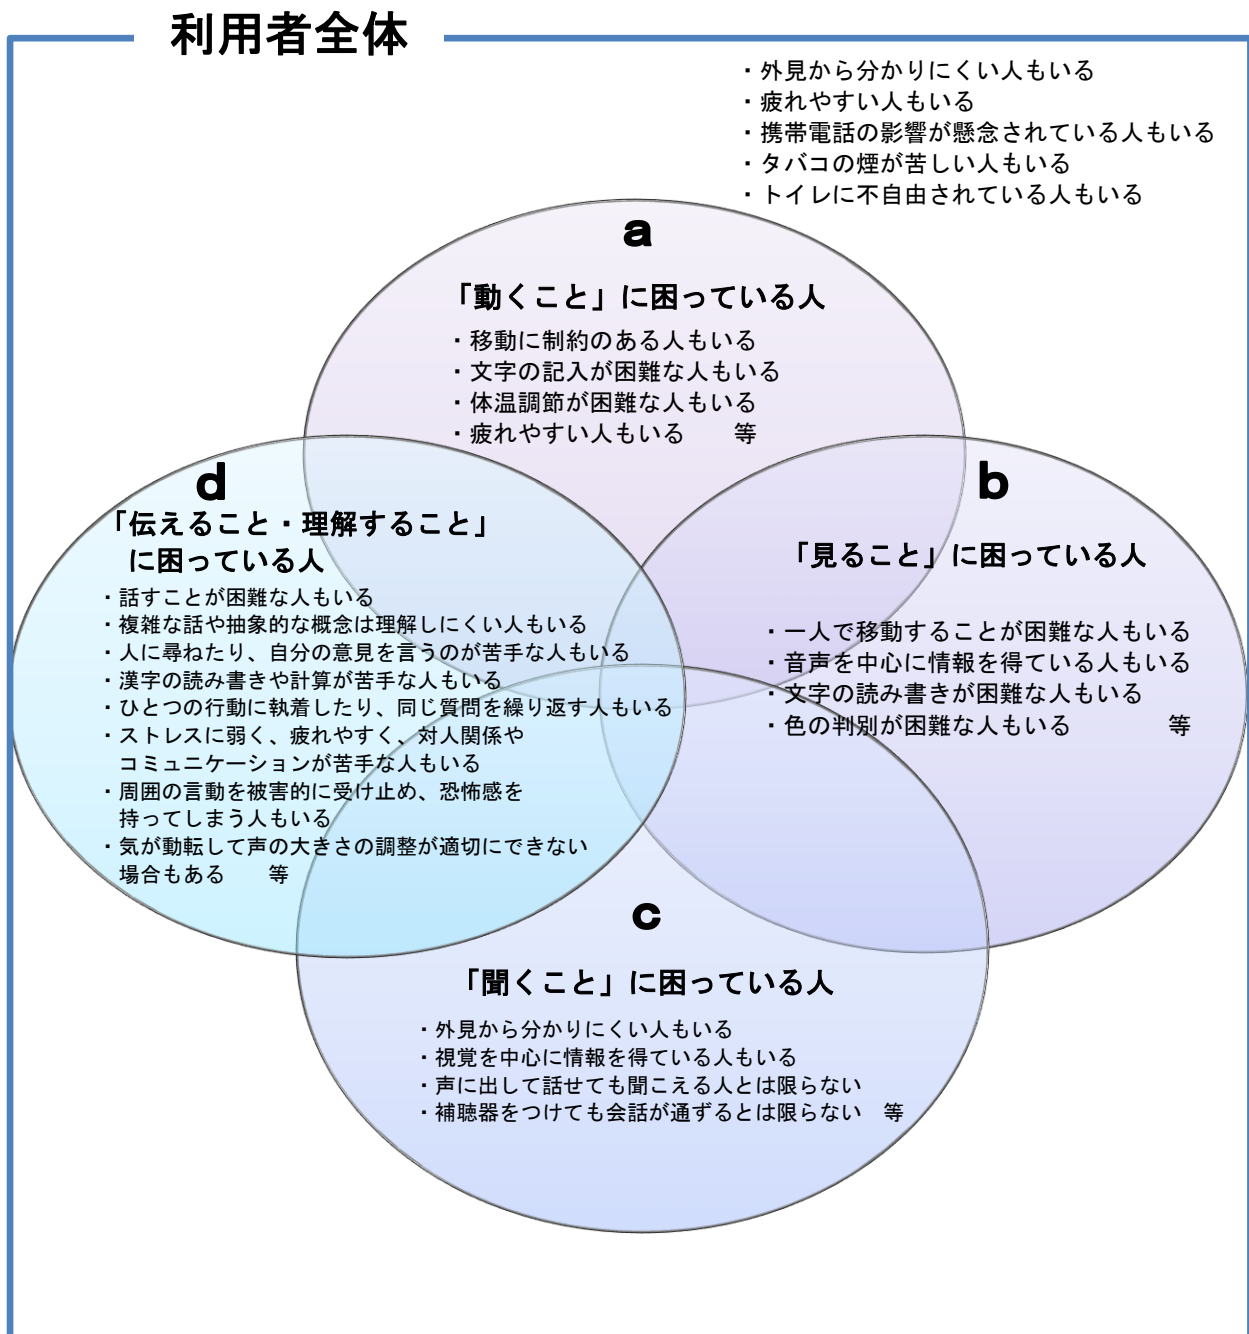 利用者全体
・外見から分かりにくい人もいる
・疲れやすい人もいる
・携帯電話の影響が懸念されている人もいる
・タバコの煙が苦しい人もいる
・トイレに不自由されている人もいる
a
「動くこと」に困っている人
・移動に制約のある人もいる
・文字の記入が困難な人もいる
・体温調節が困難な人もいる
・疲れやすい人もいる　　等
d
「伝えること・理解すること」
に困っている人
・話すことが困難な人もいる
・複雑な話や抽象的な概念は理解しにくい人もいる
・人に尋ねたり、自分の意見を言うのが苦手な人もいる
・漢字の読み書きや計算が苦手な人もいる
・ひとつの行動に執着したり、同じ質問を繰り返す人もいる
・ストレスに弱く、疲れやすく、対人関係や
コミュニケーションが苦手な人もいる
・周囲の言動を被害的に受け止め、恐怖感を
持ってしまう人もいる
・気が動転して声の大きさの調整が適切にできない
場合もある　　等
b
「見ること」に困っている人
・一人で移動することが困難な人もいる
・音声を中心に情報を得ている人もいる
・文字の読み書きが困難な人もいる
・色の判別が困難な人もいる　　　　等
c
「聞くこと」に困っている人
・外見から分かりにくい人もいる
・視覚を中心に情報を得ている人もいる
・声に出して話せても聞こえる人とは限らない
・補聴器をつけても会話が通ずるとは限らない　等